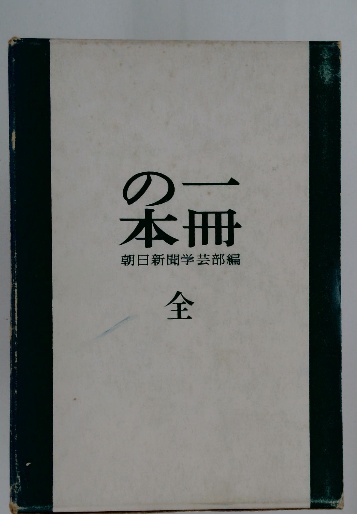 一冊
の本
朝日新聞学芸部編
全